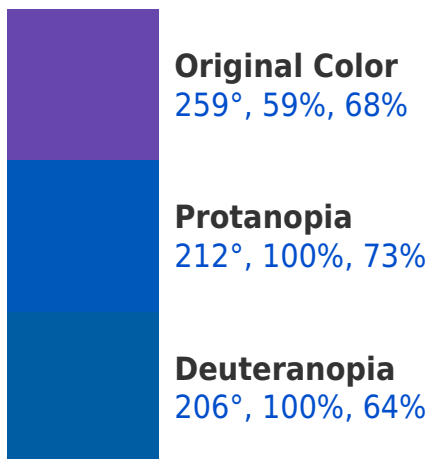 Original Color
259°, 59%, 68%
Protanopia
212°, 100%, 73%
Deuteranopia
206°, 100%, 64%